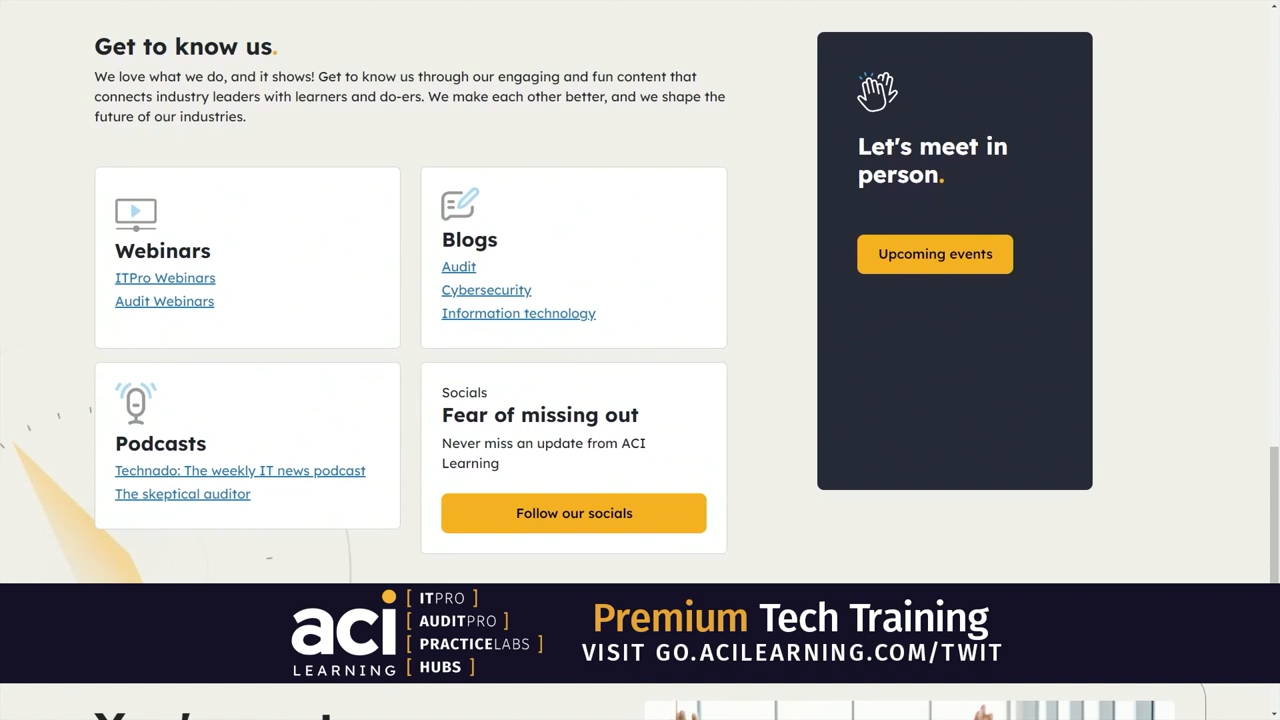 Get to know us.
We love what we do, and it shows! Get to know us through our engaging and fun content that
connects industry leaders with learners and do-ers. We make each other better, and we shape the
future of our industries.
Webinars
ITPro Webinars
Audit Webinars
Blogs
Audit
Cybersecurity
Information technology
Podcasts
Technado: The weekly IT news podcast
The skeptical auditor
Socials
Fear of missing out
Never miss an update from ACI
Learning
Follow our socials
Let's meet in
person.
Upcoming events
aci
LEARNING
[ ITPRO ]
[ AUDITPRO ]
[ PRACTICELABS ]
[ HUBS ]
Premium Tech Training
VISIT GO.ACILEARNING.COM/TWIT